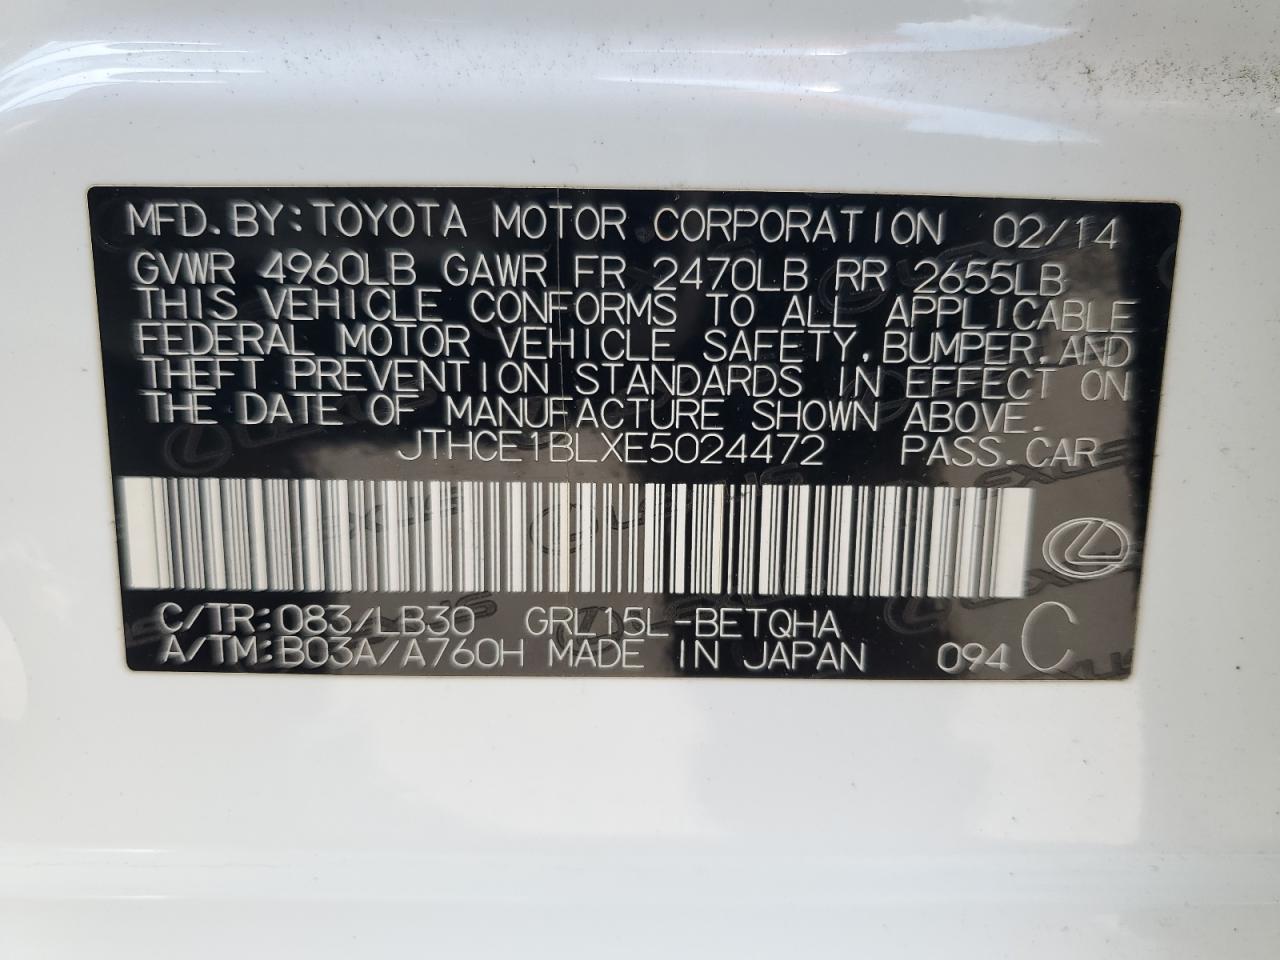 MFD. BY: TOYOTA MOTOR CORPORATION 02/14
GVWR 4960LB GAWR FR 2470LB RR 2655LB
THIS VEHICLE CONFORMS TO ALL APPLICABLE
FEDERAL MOTOR VEHICLE SAFETY, BUMPER, AND
THEFT PREVENTION STANDARDS IN EFFECT ON
THE DATE OF MANUFACTURE SHOWN ABOVE.
JTHCE1BLXE5024472 PASS. CAR
C/TR: 083/LB30 GRL15L-BETQHA
A/TM: B03A/A760H MADE IN JAPAN 094 C